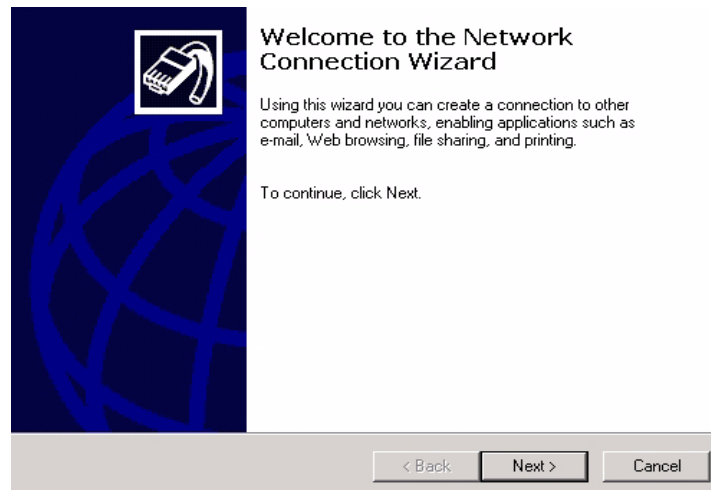 Welcome to the Network
Connection Wizard
Using this wizard you can create a connection to other
computers and networks, enabling applications such as
e-mail, Web browsing, file sharing, and printing.
To continue, click Next.
< Back Next > Cancel